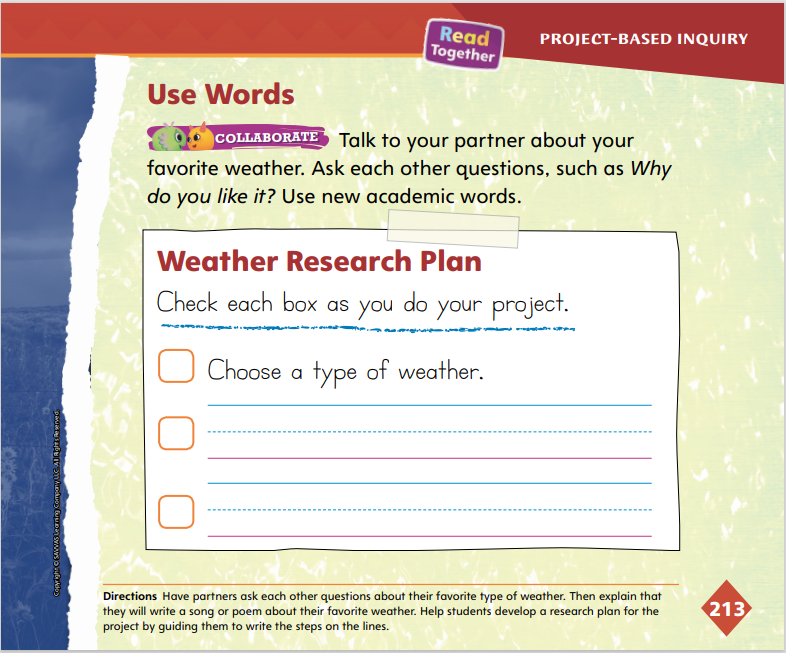 Read
Together
PROJECT-BASED INQUIRY
Use Words
COLLABORATE Talk to your partner about your
favorite weather. Ask each other questions, such as Why
do you like it? Use new academic words.
Weather Research Plan
Check each box as you do your project.
Choose a type of weather.
Copyright © SAVVAS Learning Company LLC. All Rights Reserved.
Directions Have partners ask each other questions about their favorite type of weather. Then explain that
they will write a song or poem about their favorite weather. Help students develop a research plan for the
project by guiding them to write the steps on the lines.
213